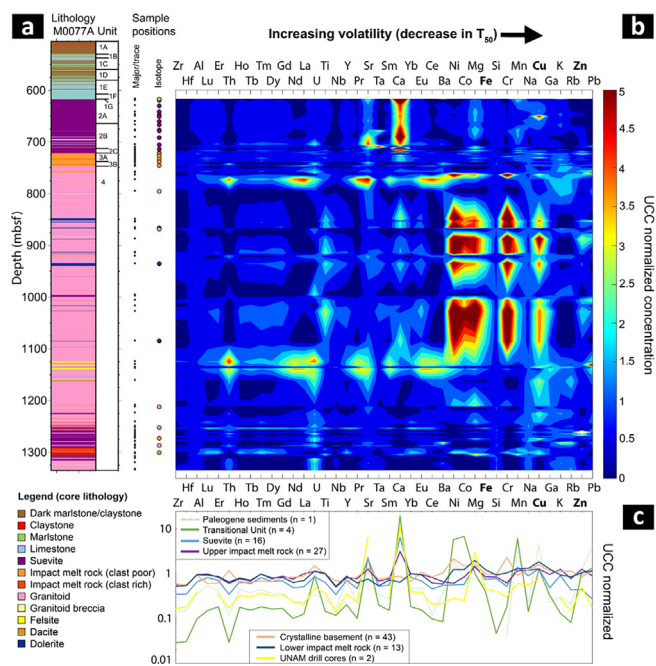 a
Lithology
M0077A Unit
Sample
positions
Major/trace
Isotope
Increasing volatility (decrease in T50)
b
Zr Al Er Ho Tm Gd La Ti Y Sr Ca Yb Ce Ni Mg Si Mn Cu K Zn
Hf Lu Th Tb Dy Nd U Nb Pr Ta Sm Eu Ba Co Fe Cr Na Ga Rb Pb
1A
1B
1C
1D
1E
1F
1G
2A
2B
2C
3A
3B
4
Depth (mbsf)
600
700
800
900
1000
1100
1200
1300
5
4.5
4
3.5
3
2.5
2
1.5
1
0.5
0
UCC normalized concentration
Hf Lu Th Tb Dy Nd U Nb Pr Ta Sm Eu Ba Co Fe Cr Na Ga Rb Pb
Zr Al Er Ho Tm Gd La Ti Y Sr Ca Yb Ce Ni Mg Si Mn Cu K Zn
Legend (core lithology)
Dark marlstone/claystone
Claystone
Marlstone
Limestone
Suevite
Impact melt rock (clast poor)
Impact melt rock (clast rich)
Granitoid
Granitoid breccia
Felsite
Dacite
Dolerite
c
10
1
0.1
0.01
UCC normalized
Paleogene sediments (n = 1)
Transitional Unit (n = 4)
Suevite (n = 16)
Upper impact melt rock (n = 27)
Crystalline basement (n = 43)
Lower impact melt rock (n = 13)
UNAM drill cores (n = 2)